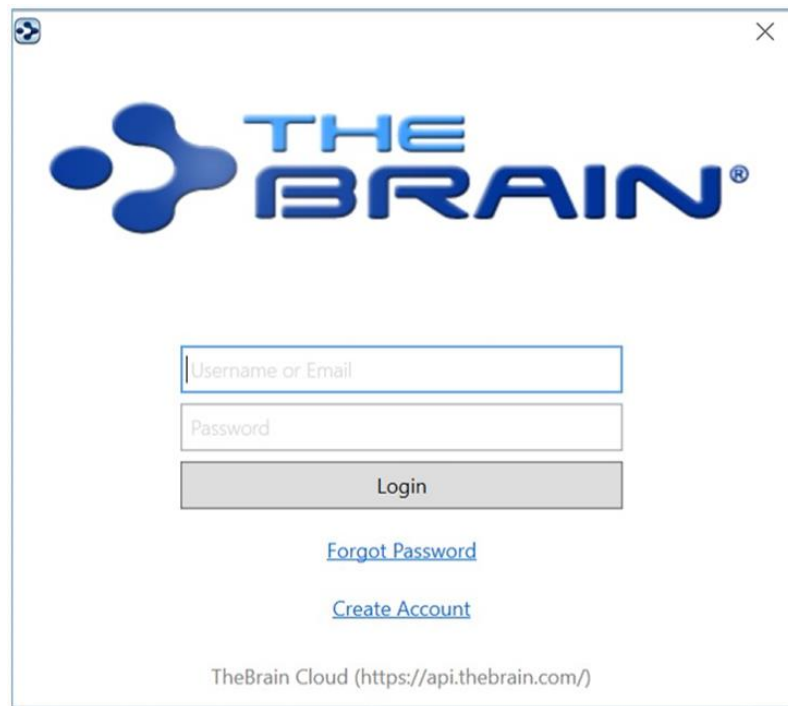 THE
BRAIN®
Username or Email
Password
Login
Forgot Password
Create Account
TheBrain Cloud (https://api.thebrain.com/)